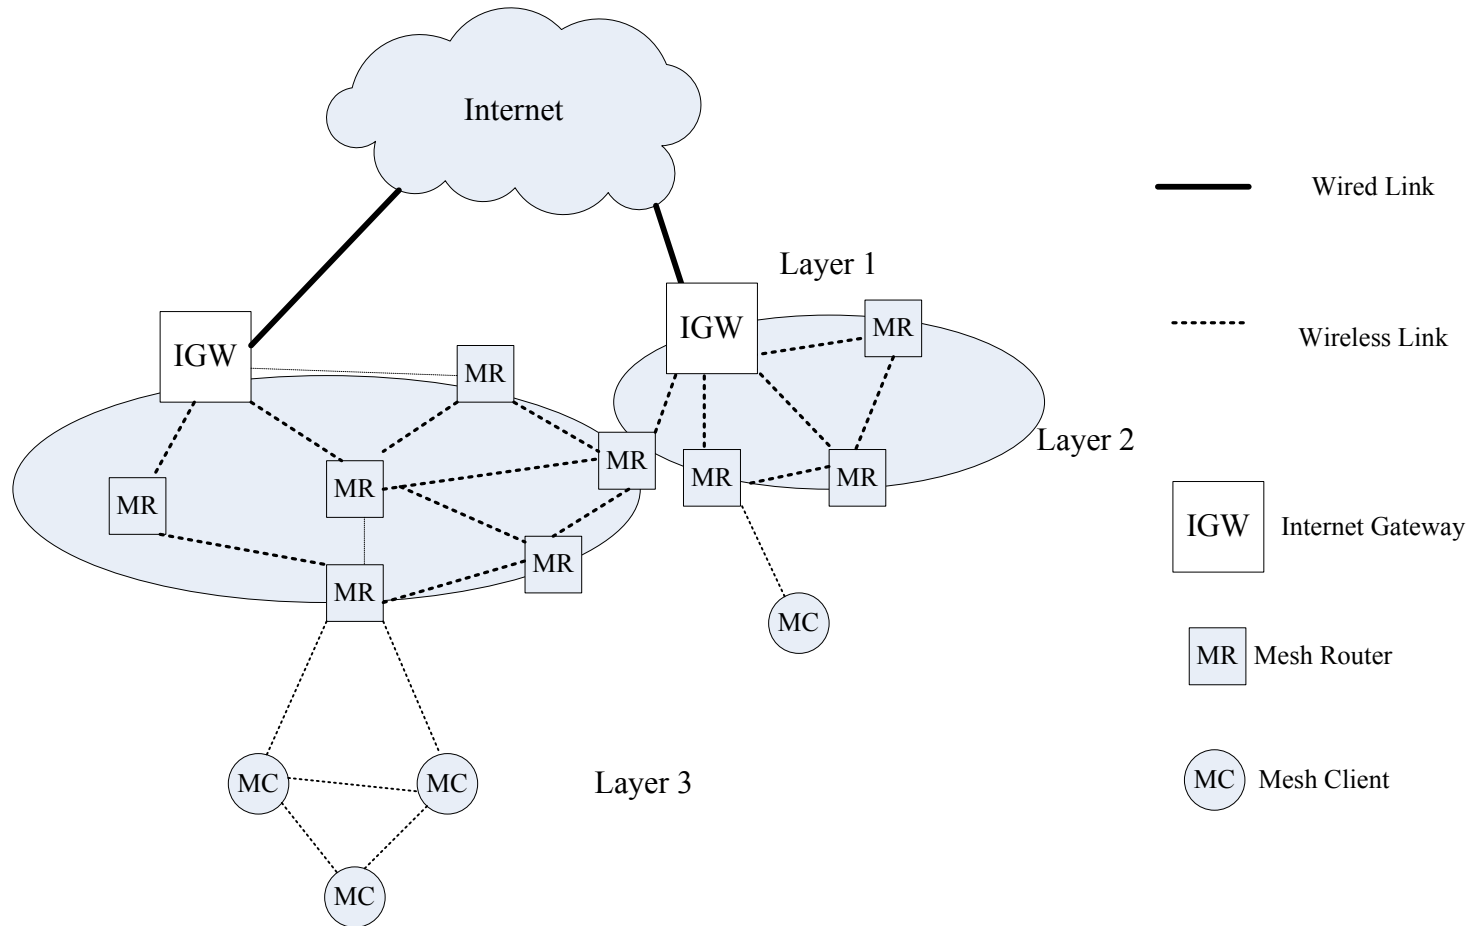 Internet
Wired Link
Layer 1
IGW
MR
Wireless Link
IGW
MR
Layer 2
MR
MR
MR
MR
MR
IGW
Internet Gateway
MR
MR
MC
MR
Mesh Router
MC
MC
Layer 3
MC
Mesh Client
MC